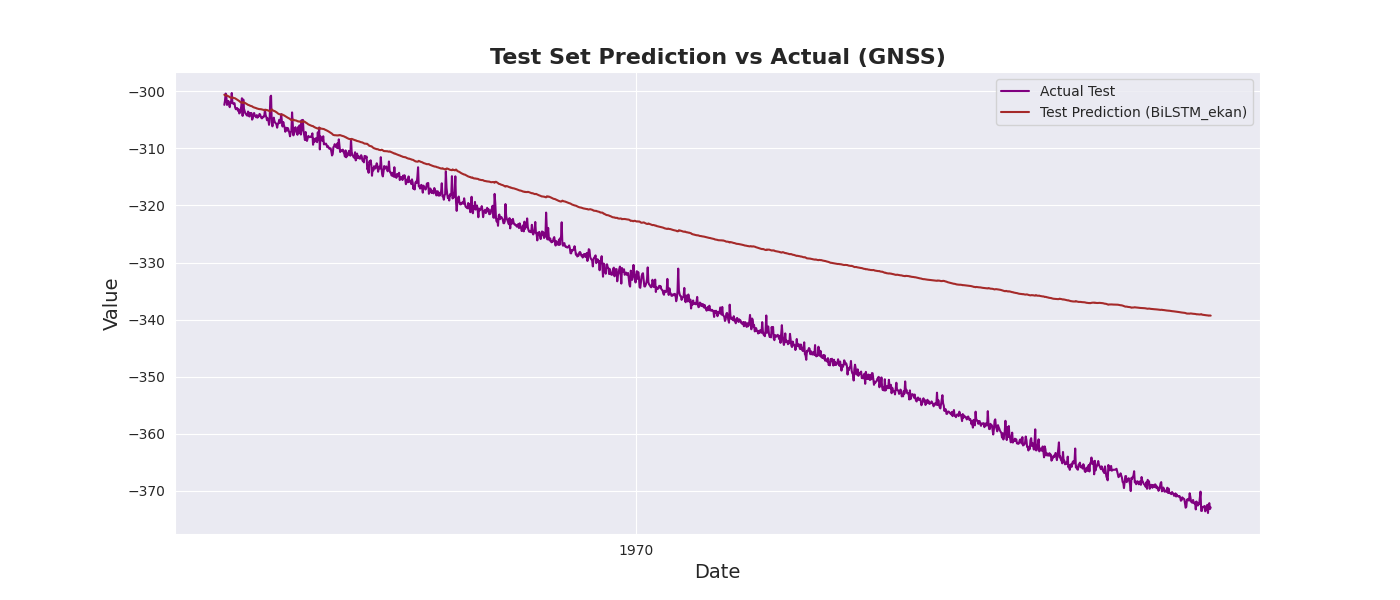 Test Set Prediction vs Actual (GNSS)
Actual Test
Test Prediction (BiLSTM_ekan)
−300
−310
−320
−330
−340
−350
−360
−370
Value
1970
Date